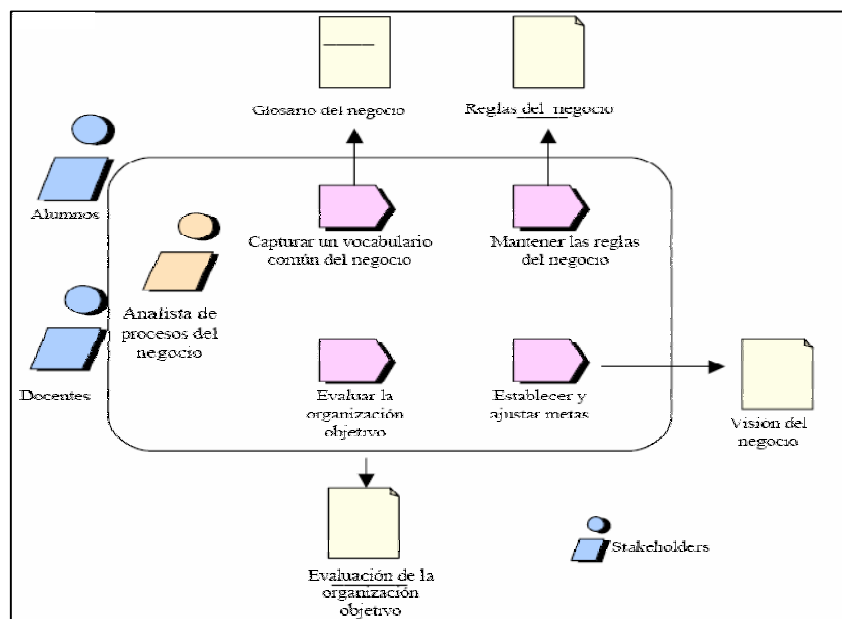 Glosario del negocio
Reglas del negocio
Alumnos
Capturar un vocabulario
común del negocio
Mantener las reglas
del negocio
Analista de
procesos del
negocio
Docentes
Evaluar la
organización
objetivo
Establecer y
ajustar metas
Visión del
negocio
Stakeholders
Evaluación de la
organización
objetivo